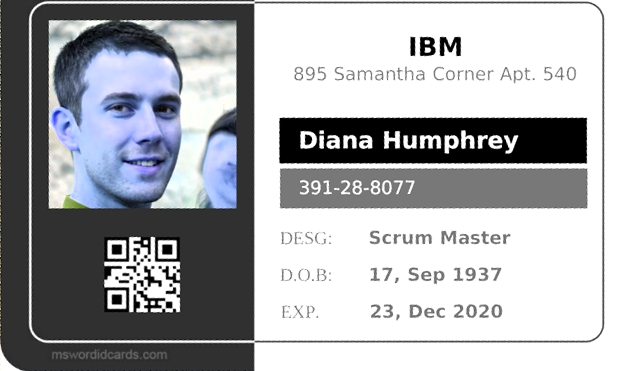 IBM
895 Samantha Corner Apt. 540
Diana Humphrey
391-28-8077
DESG: Scrum Master
D.O.B: 17, Sep 1937
EXP. 23, Dec 2020
mswordidcards.com